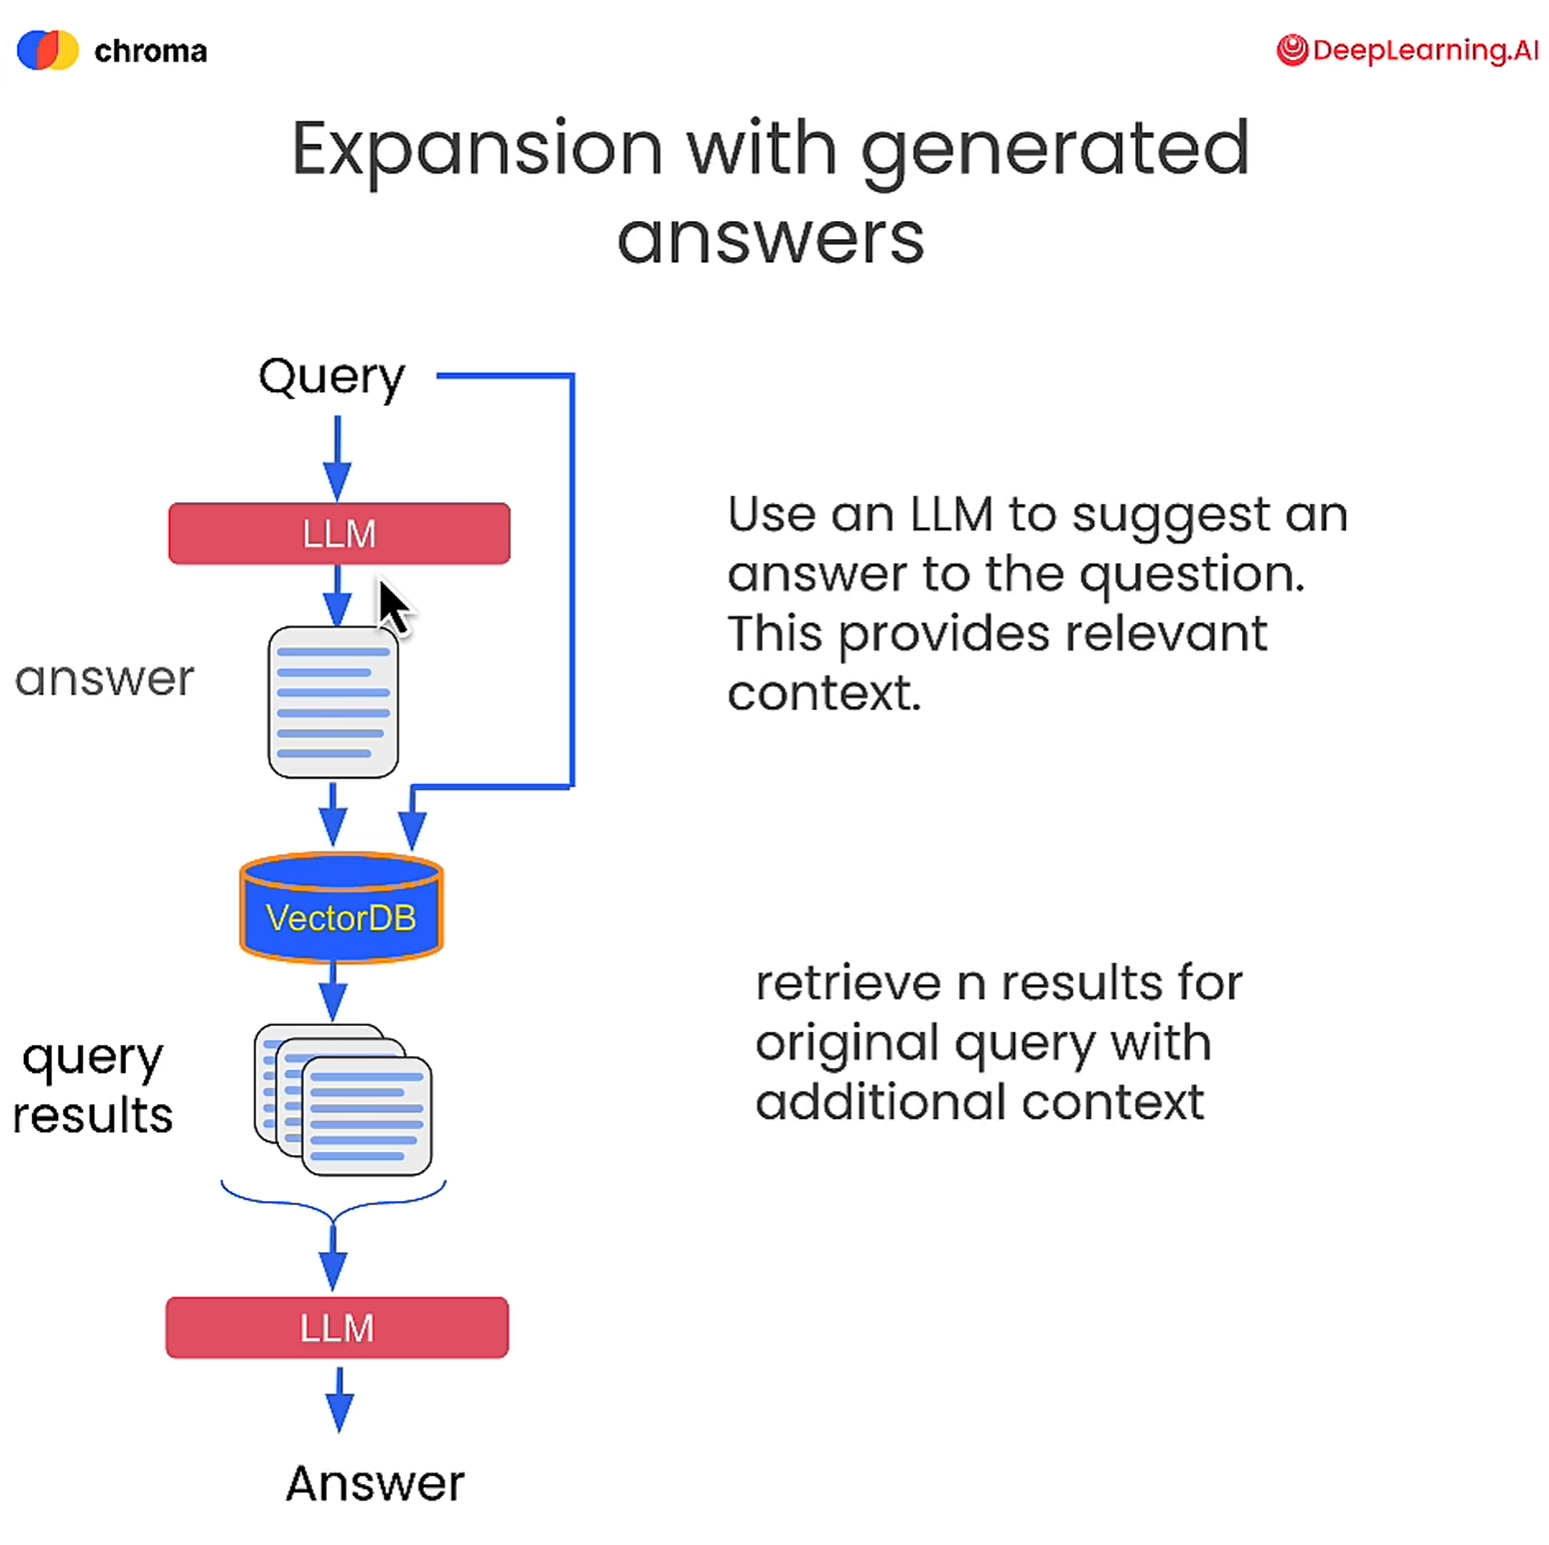 chroma
DeepLearning.AI
Expansion with generated
answers
Query
LLM
Use an LLM to suggest an
answer to the question.
This provides relevant
context.
answer
VectorDB
retrieve n results for
original query with
additional context
query
results
LLM
Answer